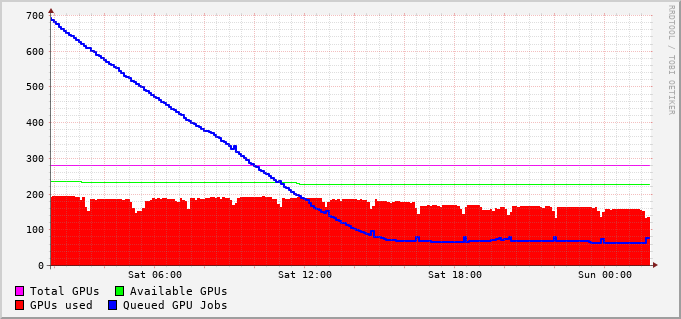 700
600
500
400
300
200
100
0
Sat 06:00 Sat 12:00 Sat 18:00 Sun 00:00
Total GPUs Available GPUs
GPUs used Queued GPU Jobs
RRDTOOL / TOBI OETIKER